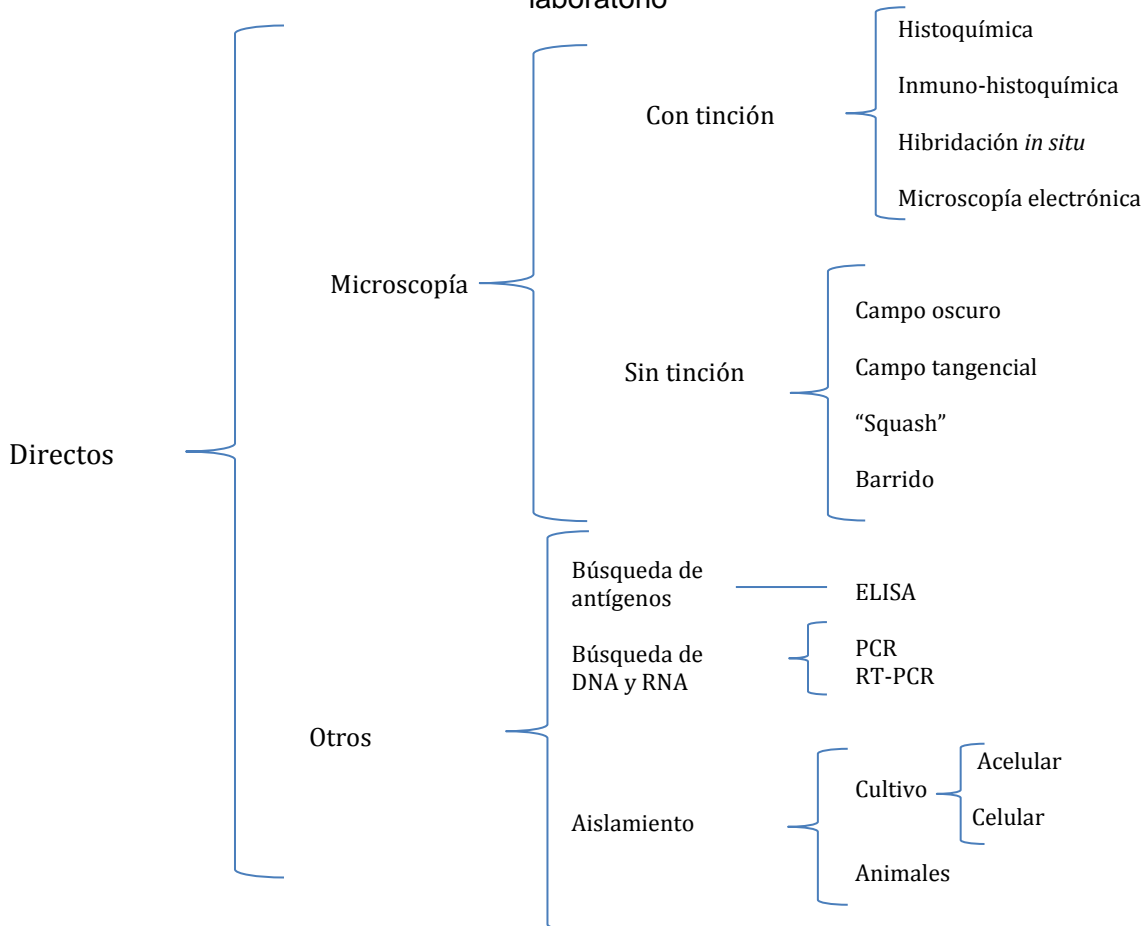 laboratorio
Histoquímica
Inmuno-histoquímica
Con tinción
Hibridación in situ
Microscopía electrónica
Microscopía
Campo oscuro
Campo tangencial
Sin tinción
“Squash”
Barrido
Directos
Búsqueda de
antígenos
ELISA
Búsqueda de
DNA y RNA
PCR
RT-PCR
Otros
Aislamiento
Cultivo
Acelular
Celular
Animales